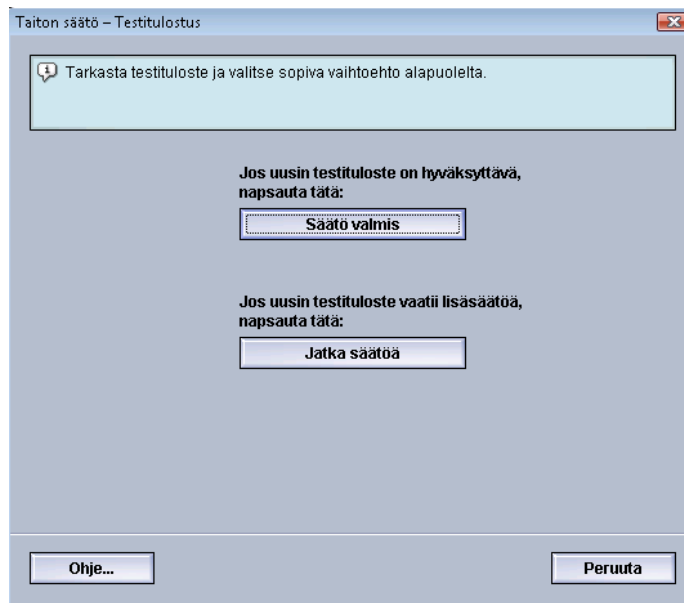 Taiton säätö – Testitulostus
Tarkasta testituloste ja valitse sopiva vaihtoehto alapuolelta.
Jos uusin testituloste on hyväksyttävä,
napsauta tätä:
Säätö valmis
Jos uusin testituloste vaatii lisäsäätöä,
napsauta tätä:
Jatka säätöä
Ohje...
Peruuta